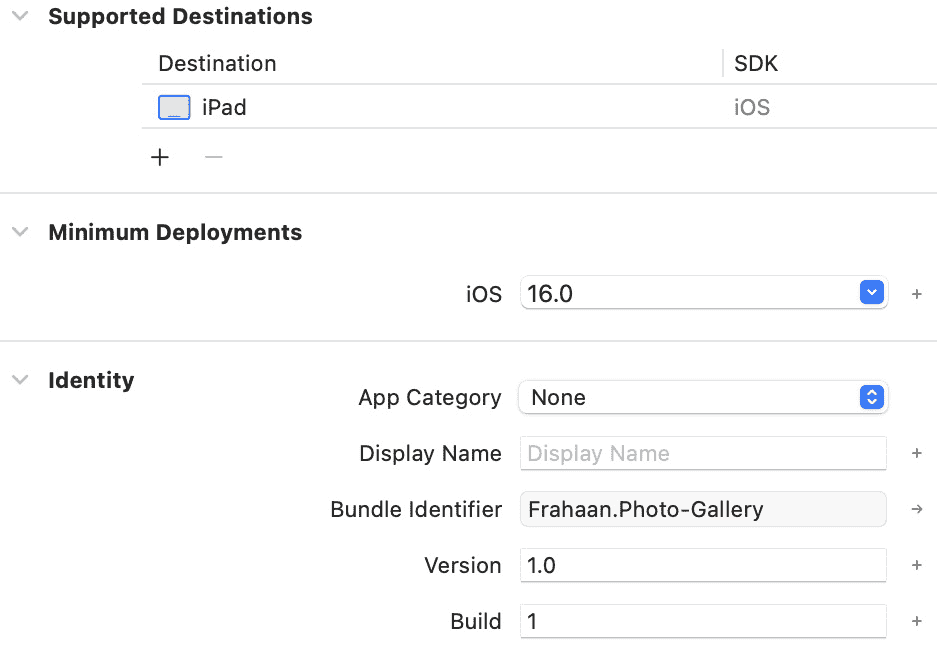 Supported Destinations
Destination SDK
iPad iOS
Minimum Deployments
iOS 16.0
Identity
App Category None
Display Name Display Name
Bundle Identifier Frahaan.Photo-Gallery
Version 1.0
Build 1